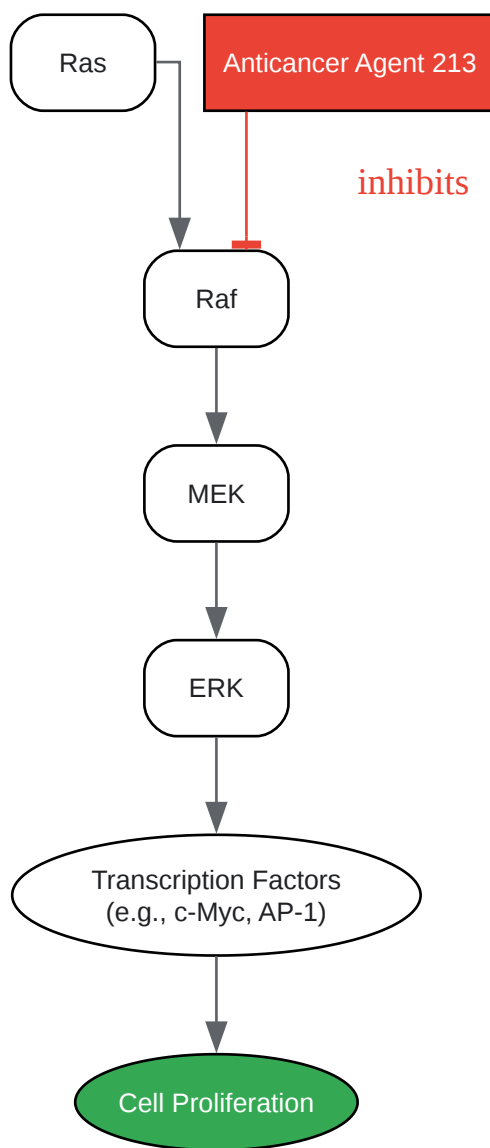 Ras
Anticancer Agent 213
inhibits
Raf
MEK
ERK
Transcription Factors
(e.g., c-Myc, AP-1)
Cell Proliferation